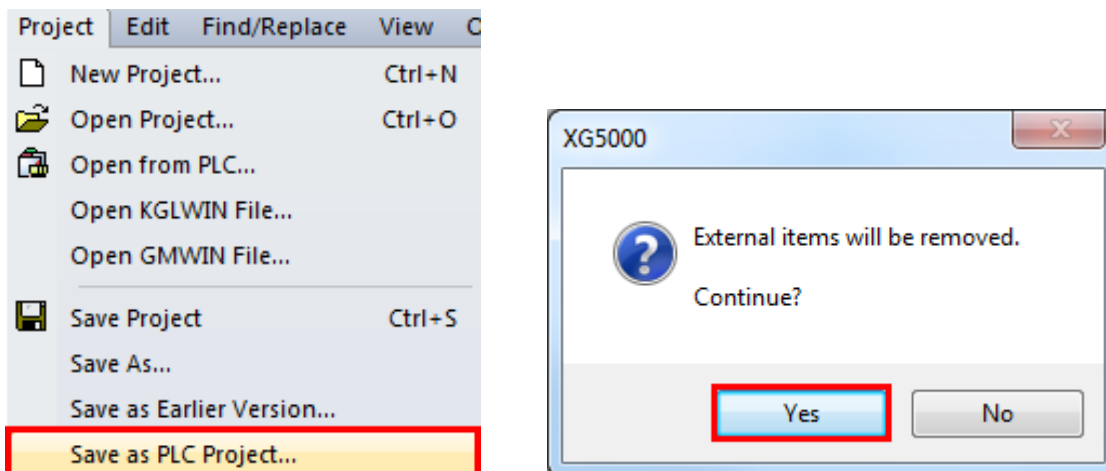 Project Edit Find/Replace View
New Project... Ctrl+N
Open Project... Ctrl+O
Open from PLC...
Open KGLWIN File...
Open GMWIN File...
Save Project Ctrl+S
Save As...
Save as Earlier Version...
Save as PLC Project...
XG5000
External items will be removed.
Continue?
Yes No